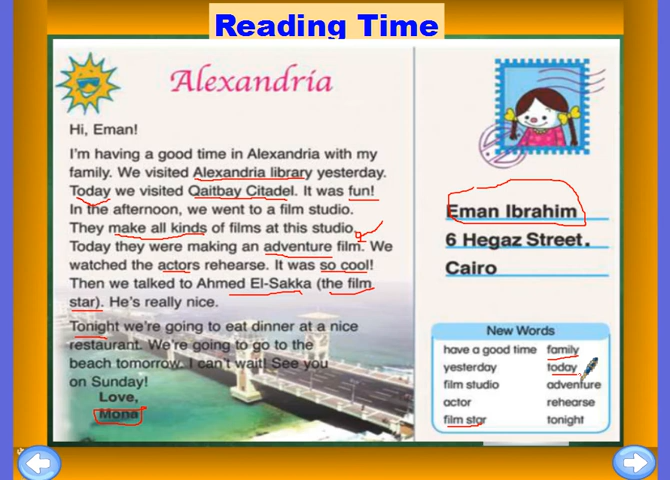 Reading Time
Alexandria
Hi, Eman!
I'm having a good time in Alexandria with my
family. We visited Alexandria library yesterday.
Today we visited Qaitbay Citadel. It was fun!
In the afternoon, we went to a film studio.
They make all kinds of films at this studio.
Today they were making an adventure film. We
watched the actors rehearse. It was so cool!
Then we talked to Ahmed El-Sakka (the film
star). He's really nice.
Tonight we're going to eat dinner at a nice
restaurant. We're going to go to the
beach tomorrow. I can't wait! See you
on Sunday!
Love,
Mona
Eman Ibrahim
6 Hegaz Street.
Cairo
New Words
have a good time family
yesterday today
film studio adventure
actor rehearse
film star tonight